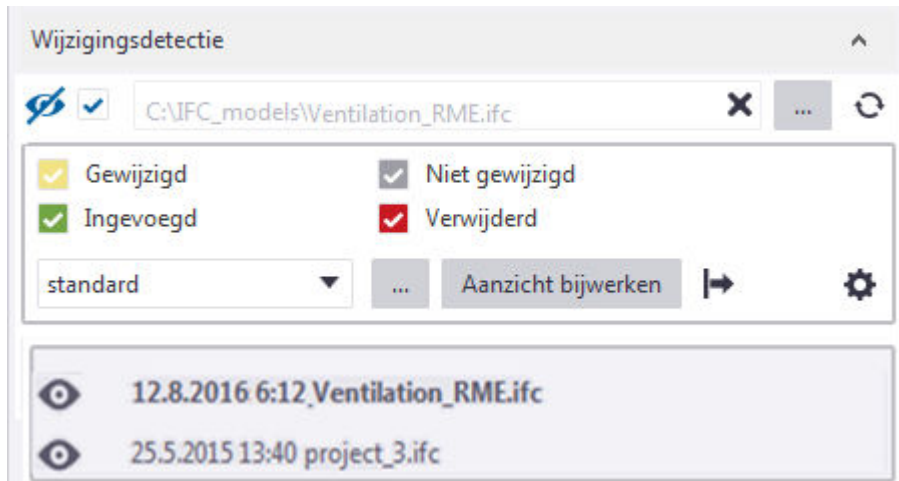 Wijzigingsdetectie
C:\IFC_models\Ventilation_RME.ifc ...
Gewijzigd Niet gewijzigd
Ingevoegd Verwijderd
standard ... Aanzicht bijwerken
12.8.2016 6:12 Ventilation_RME.ifc
25.5.2015 13:40 project_3.ifc